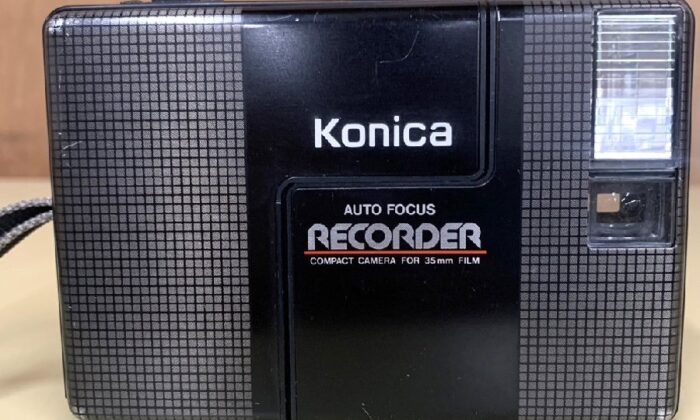 Konica
AUTO FOCUS
RECORDER
COMPACT CAMERA FOR 35mm FILM